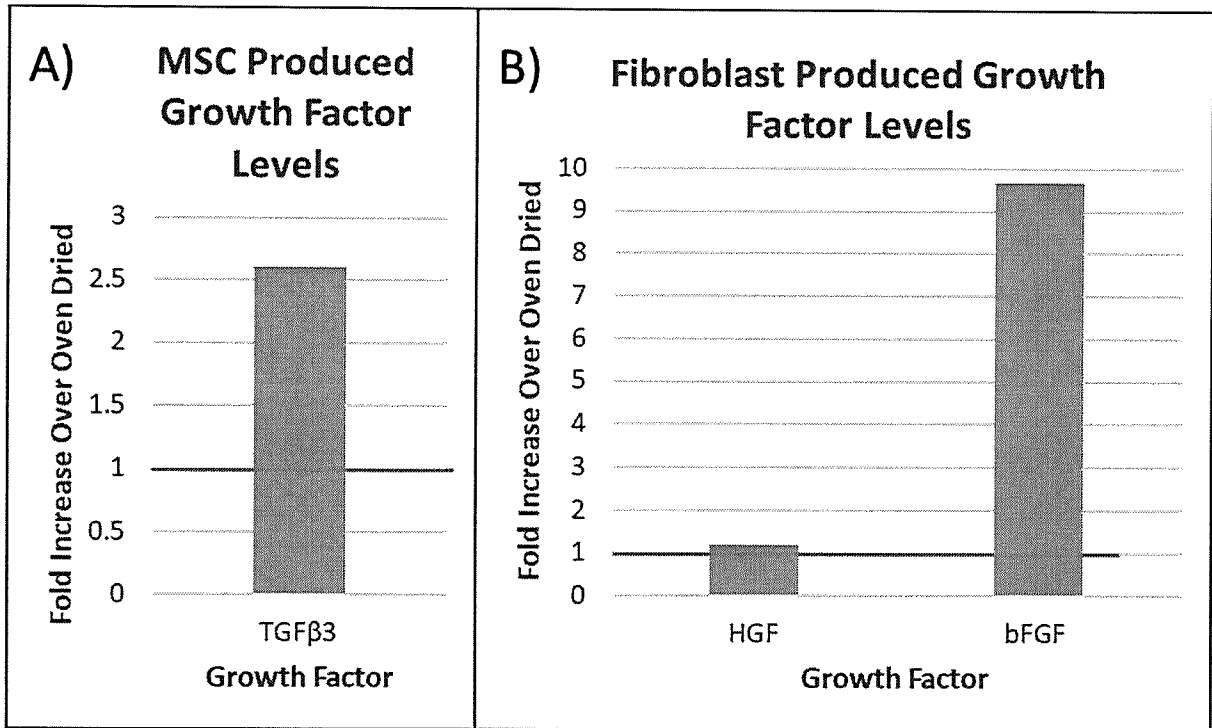 A)
MSC Produced
Growth Factor
Levels
Fold Increase Over Oven Dried
3
2.5
2
1.5
1
0.5
0
TGFβ3
Growth Factor
B)
Fibroblast Produced Growth
Factor Levels
Fold Increase Over Oven Dried
10
9
8
7
6
5
4
3
2
1
0
HGF
bFGF
Growth Factor